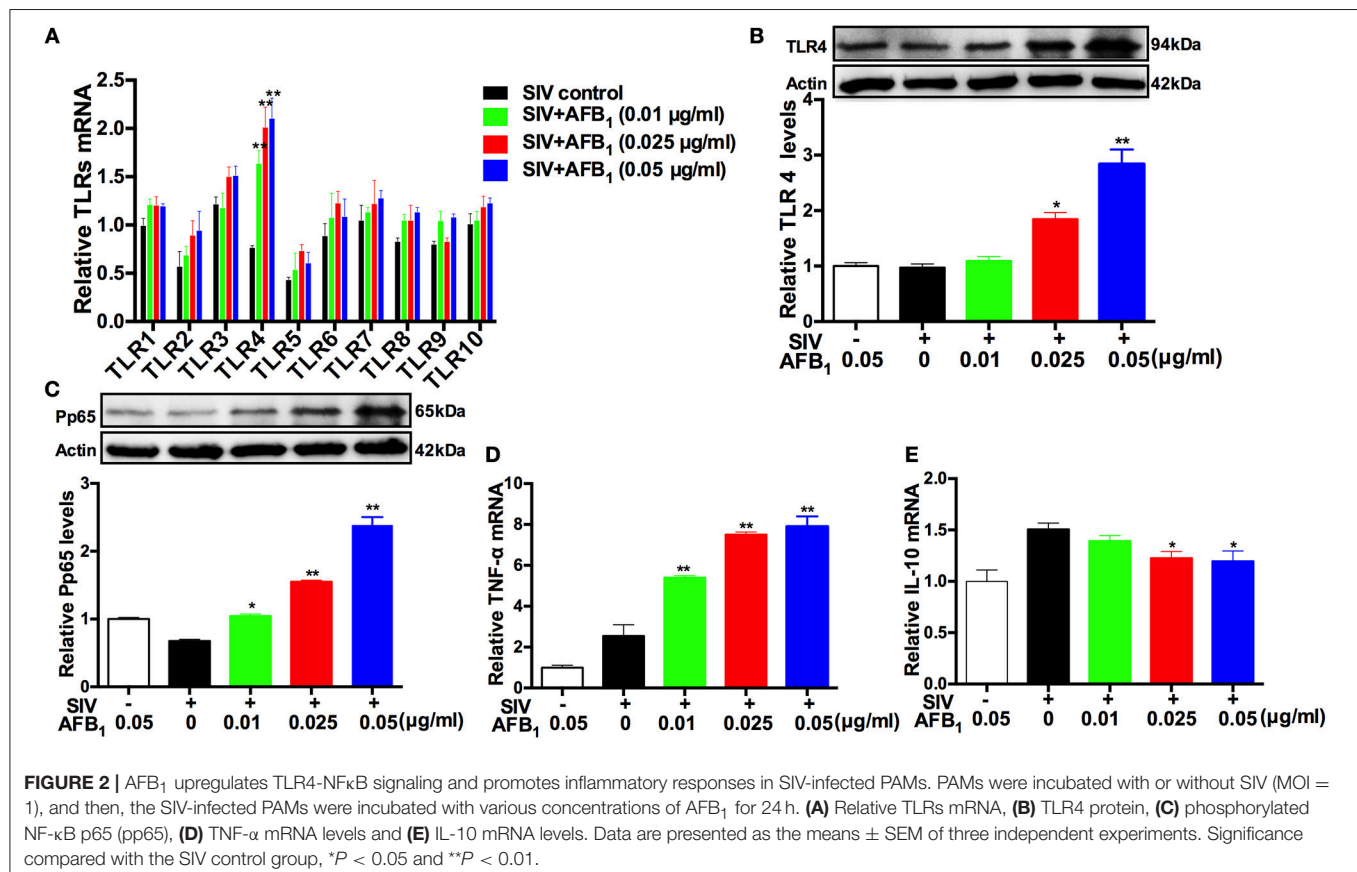 A
Relative TLRs mRNA
2.5
2.0
1.5
1.0
0.5
0.0
** ** **
TLR1 TLR2 TLR3 TLR4 TLR5 TLR6 TLR7 TLR8 TLR9 TLR10
SIV control
SIV+AFB₁ (0.01 µg/ml)
SIV+AFB₁ (0.025 µg/ml)
SIV+AFB₁ (0.05 µg/ml)
B
TLR4 94kDa
Actin 42kDa
Relative TLR 4 levels
4
3
2
1
0
* **
SIV - + + + +
AFB₁ 0.05 0 0.01 0.025 0.05 (µg/ml)
C
Pp65 65kDa
Actin 42kDa
Relative Pp65 levels
3
2
1
0
* ** **
SIV - + + + +
AFB₁ 0.05 0 0.01 0.025 0.05 (µg/ml)
D
Relative TNF-α mRNA
10
8
6
4
2
0
** ** **
SIV - + + + +
AFB₁ 0.05 0 0.01 0.025 0.05 (µg/ml)
E
Relative IL-10 mRNA
2.0
1.5
1.0
0.5
0.0
* *
SIV - + + + +
AFB₁ 0.05 0 0.01 0.025 0.05 (µg/ml)
FIGURE 2 | AFB₁ upregulates TLR4-NFκB signaling and promotes inflammatory responses in SIV-infected PAMs. PAMs were incubated with or without SIV (MOI =
1), and then, the SIV-infected PAMs were incubated with various concentrations of AFB₁ for 24 h. (A) Relative TLRs mRNA, (B) TLR4 protein, (C) phosphorylated
NF-κB p65 (pp65), (D) TNF-α mRNA levels and (E) IL-10 mRNA levels. Data are presented as the means ± SEM of three independent experiments. Significance
compared with the SIV control group, *P < 0.05 and **P < 0.01.